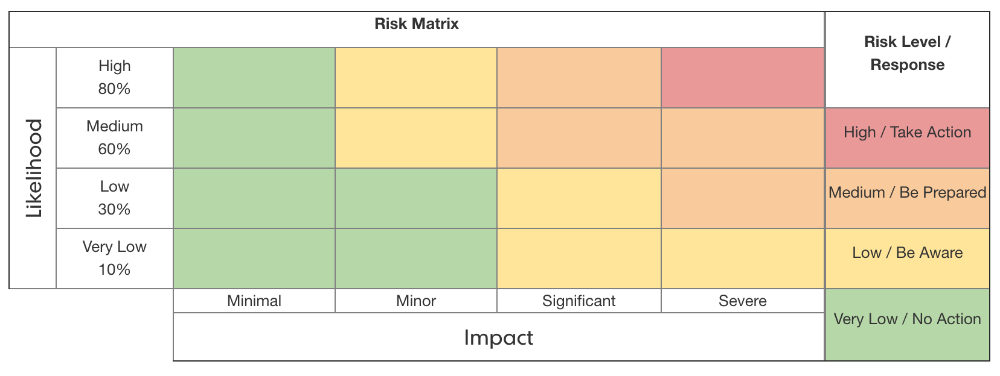 Risk Matrix
Risk Level /
Response
Likelihood
High
80%
Medium
60%
Low
30%
Very Low
10%
High / Take Action
Medium / Be Prepared
Low / Be Aware
Very Low / No Action
Minimal
Minor
Significant
Severe
Impact